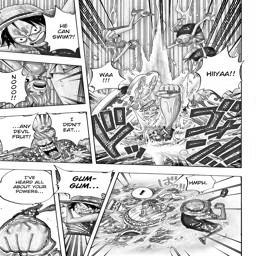 HIIYAA!!
WAA
!!!
HE
CAN
SWIM?!
NOOO!!
I
DIDN'T
EAT...
...ANY
DEVIL
FRUIT!
HMPH.
GUM-
GUM...
I'VE HEARD
ALL ABOUT
YOUR
POWERS...